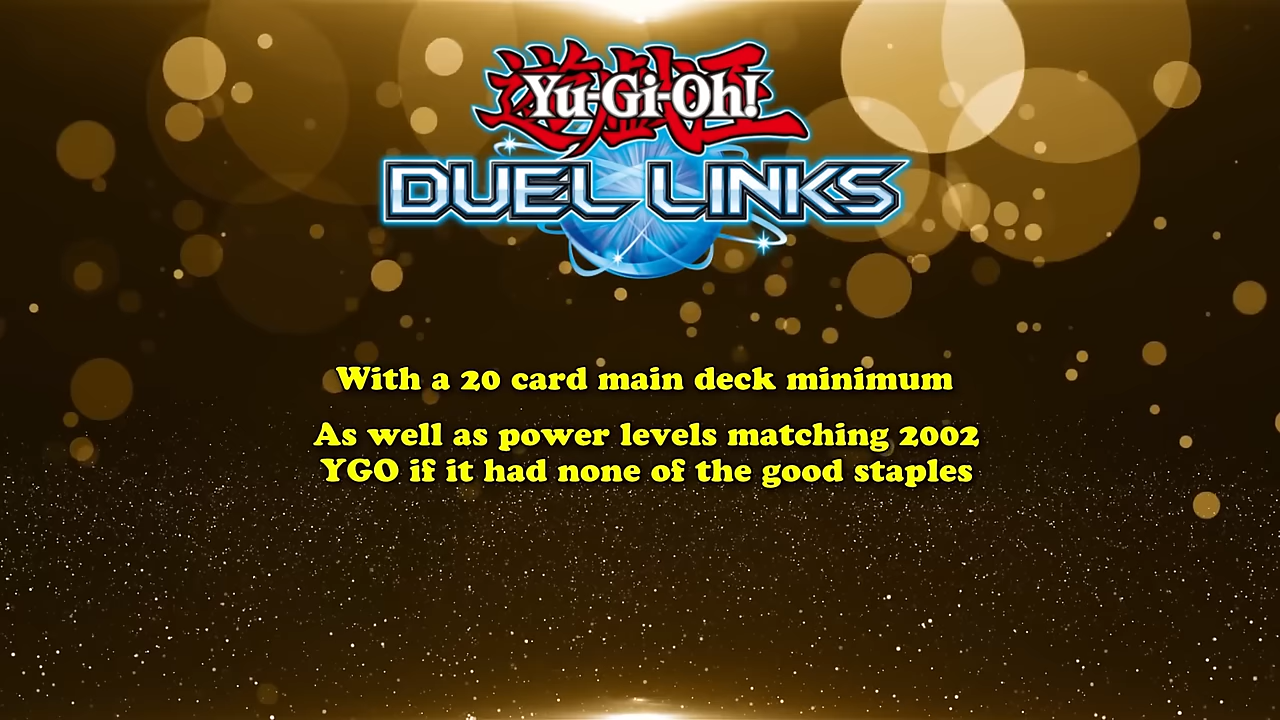 遊戯王
Yu-Gi-Oh!
DUEL LINKS
With a 20 card main deck minimum
As well as power levels matching 2002
YGO if it had none of the good staples